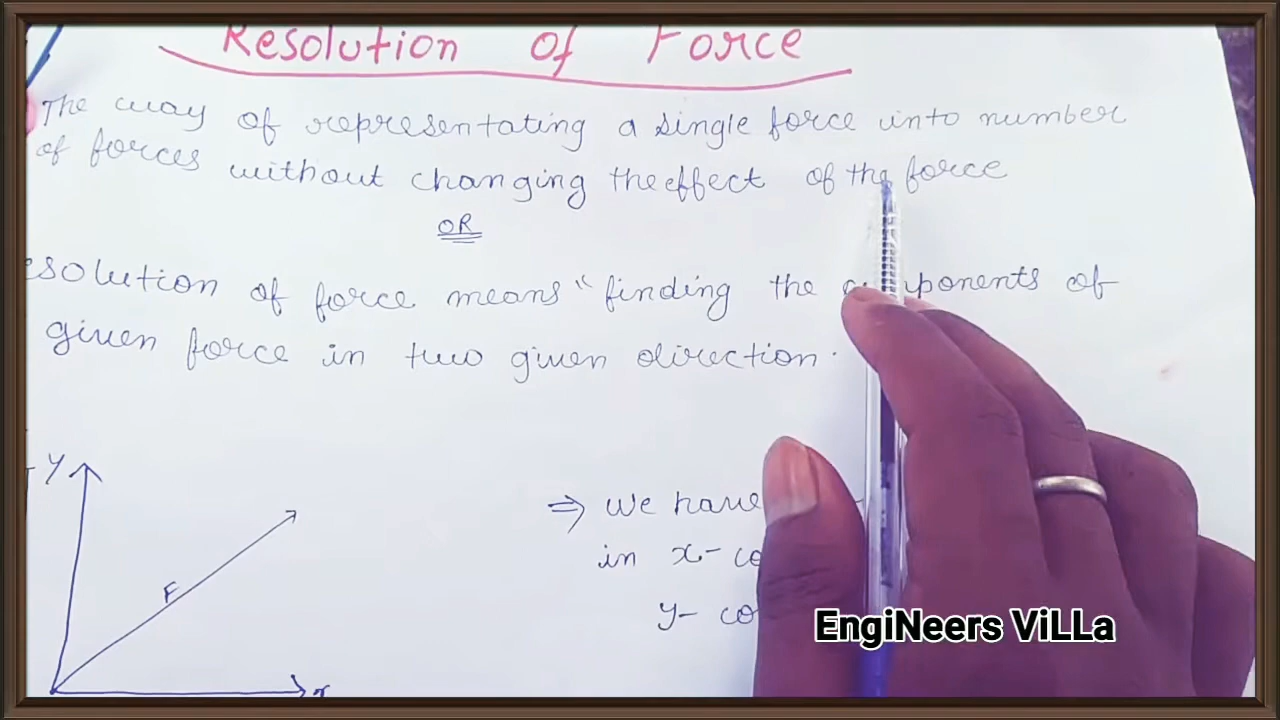 Resolution of Force
The way of representating a single force into number
of forces without changing the effect of the force
OR
esolution of force means “finding the components of
given force in two given direction.
y
F
x
⇒ We have
in x- co
y- co
EngiNeers ViLLa